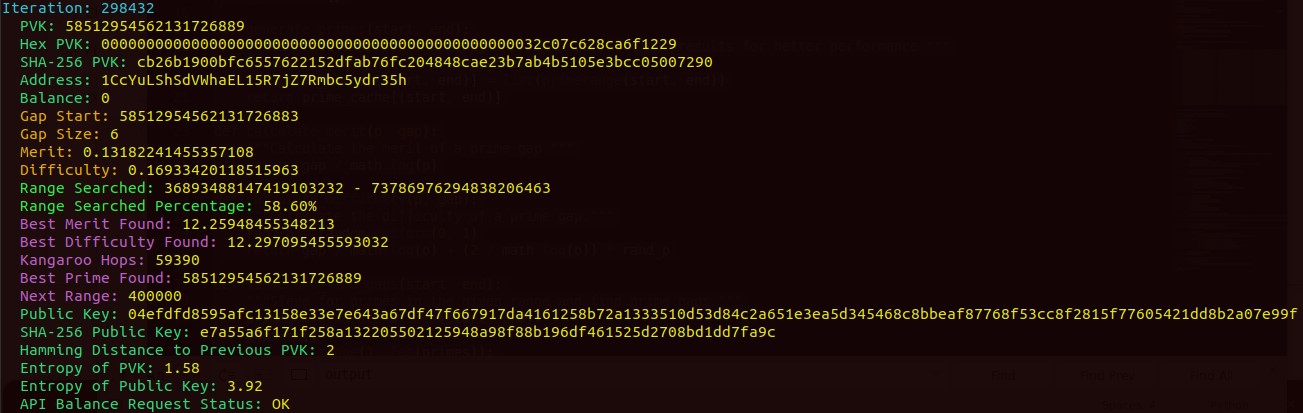 Iteration: 298432
PVK: 58512954562131726889
Hex PVK: 0000000000000000000000000000000000000000000000032c07c628ca6f1229
SHA-256 PVK: cb26b1900bfc6557622152dfab76fc204848cae23b7ab4b5105e3bcc05007290
Address: 1CcYuLShSdVWhaEL15R7jZ7Rmbc5ydr35h
Balance: 0
Gap Start: 58512954562131726883
Gap Size: 6
Merit: 0.13182241455357108
Difficulty: 0.16933420118515963
Range Searched: 36893488147419103232 - 73786976294838206463
Range Searched Percentage: 58.60%
Best Merit Found: 12.25948455348213
Best Difficulty Found: 12.297095455593032
Kangaroo Hops: 59390
Best Prime Found: 58512954562131726889
Next Range: 400000
Public Key: 04efdfd8595afc13158e33e7e643a67df47f667917da4161258b72a1333510d53d84c2a651e3ea5d345468c8bbeaf87768f53cc8f2815f77605421dd8b2a07e99f
SHA-256 Public Key: e7a55a6f171f258a132205502125948a98f88b196df461525d2708bd1dd7fa9c
Hamming Distance to Previous PVK: 2
Entropy of PVK: 1.58
Entropy of Public Key: 3.92
API Balance Request Status: OK